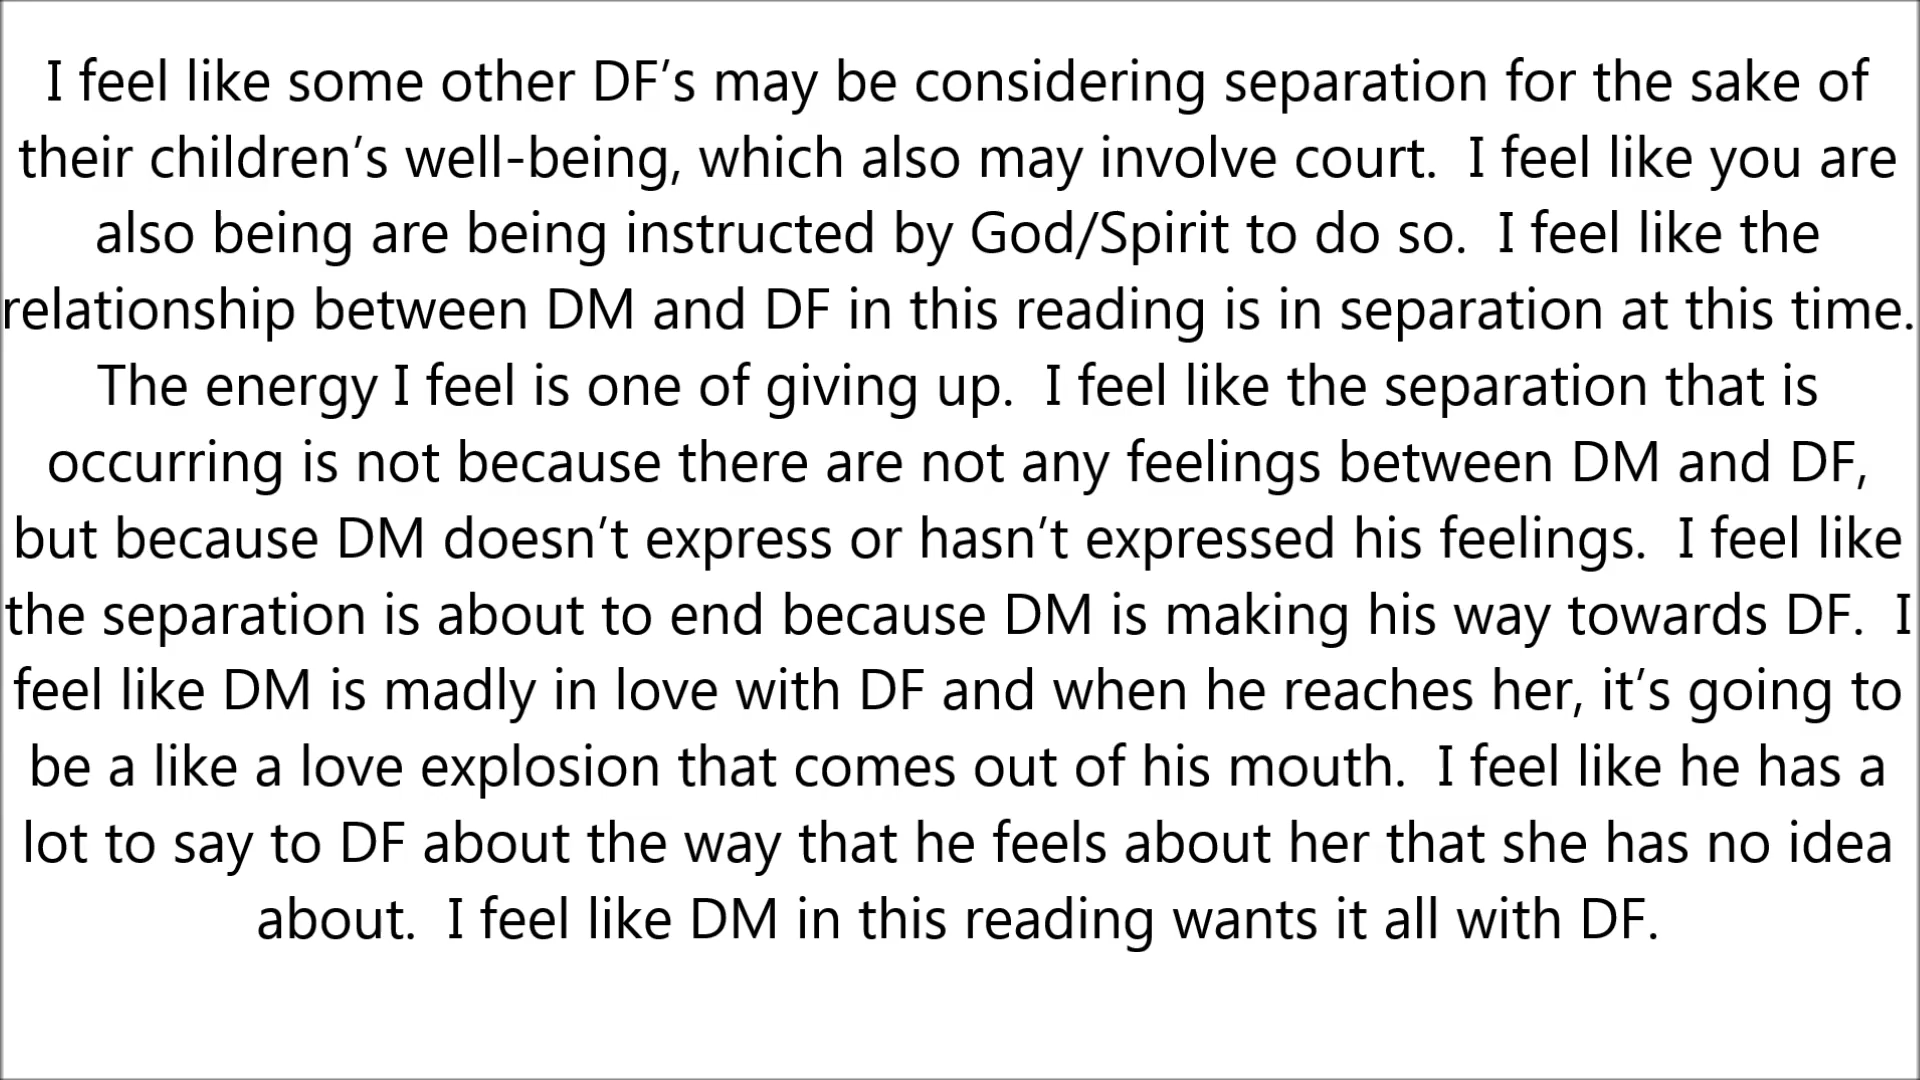 I feel like some other DF’s may be considering separation for the sake of
their children’s well-being, which also may involve court.  I feel like you are
also being are being instructed by God/Spirit to do so.  I feel like the
relationship between DM and DF in this reading is in separation at this time.
The energy I feel is one of giving up.  I feel like the separation that is
occurring is not because there are not any feelings between DM and DF,
but because DM doesn’t express or hasn’t expressed his feelings.  I feel like
the separation is about to end because DM is making his way towards DF.  I
feel like DM is madly in love with DF and when he reaches her, it’s going to
be a like a love explosion that comes out of his mouth.  I feel like he has a
lot to say to DF about the way that he feels about her that she has no idea
about.  I feel like DM in this reading wants it all with DF.